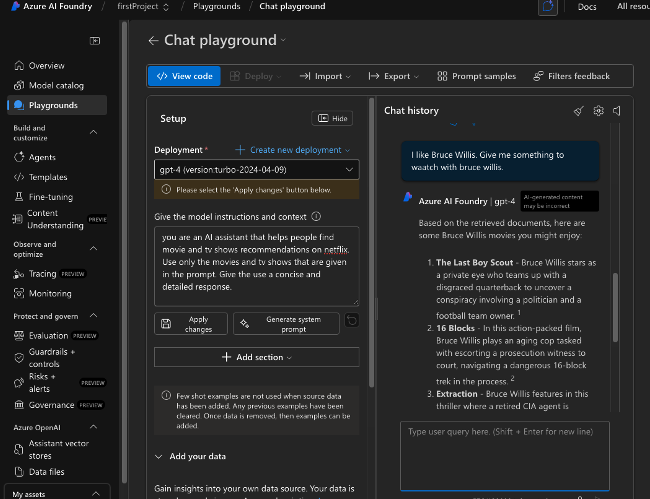 Azure AI Foundry / firstProject / Playgrounds / Chat playground
Docs
All resou
Chat playground
View code
Deploy
Import
Export
Prompt samples
Filters feedback
Overview
Model catalog
Playgrounds
Build and
customize
Agents
Templates
Fine-tuning
Content
Understanding
PREVIE
Observe and
optimize
Tracing PREVIEW
Monitoring
Protect and govern
Evaluation PREVIEW
Guardrails +
controls
Risks +
alerts
PREVIEW
Governance PREVIEW
Azure OpenAI
Assistant vector
stores
Data files
My assets
Setup
Hide
Deployment*
Create new deployment
gpt-4 (version:turbo-2024-04-09)
Please select the 'Apply changes' button below.
Give the model instructions and context
you are an AI assistant that helps people find
movie and tv shows recommendations on netflix.
Use only the movies and tv shows that are given
in the prompt. Give the use a concise and
detailed response.
Apply
changes
Generate system
prompt
Add section
Few shot examples are not used when source data
has been added. Any previous examples have been
cleared. Once data is removed, then examples can be
added.
Add your data
Gain insights into your own data source. Your data is
Chat history
I like Bruce Willis. Give me something to
waatch with bruce willis.
Azure AI Foundry | gpt-4
AI-generated content
may be incorrect
Based on the retrieved documents, here are
some Bruce Willis movies you might enjoy:
1. The Last Boy Scout - Bruce Willis stars as
a private eye who teams up with a
disgraced quarterback to uncover a
conspiracy involving a politician and a
football team owner. 1
2. 16 Blocks - In this action-packed film,
Bruce Willis plays an aging cop tasked
with escorting a prosecution witness to
court, navigating a dangerous 16-block
trek in the process. 2
3. Extraction - Bruce Willis features in this
thriller where a retired CIA agent is
Type user query here. (Shift + Enter for new line)